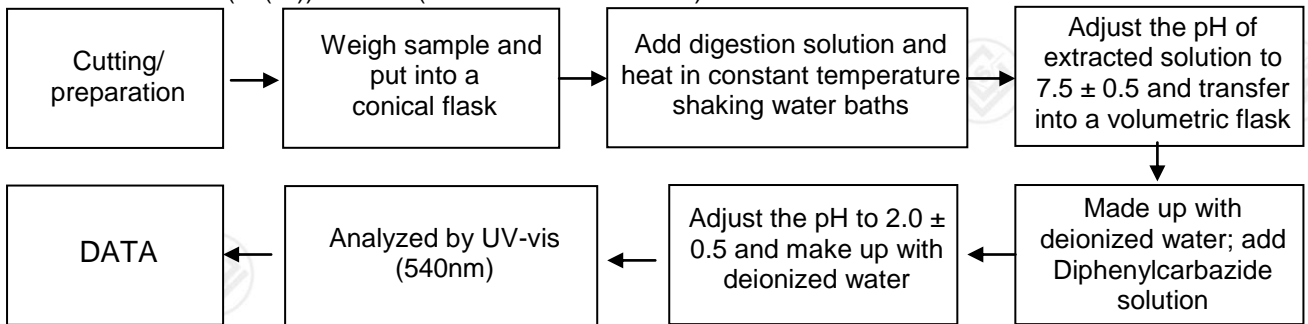 Cutting/
preparation
Weigh sample and
put into a
conical flask
Add digestion solution and
heat in constant temperature
shaking water baths
Adjust the pH of
extracted solution to
7.5 ± 0.5 and transfer
into a volumetric flask
Made up with
deionized water; add
Diphenylcarbazide
solution
Adjust the pH to 2.0 ±
0.5 and make up with
deionized water
Analyzed by UV-vis
(540nm)
DATA